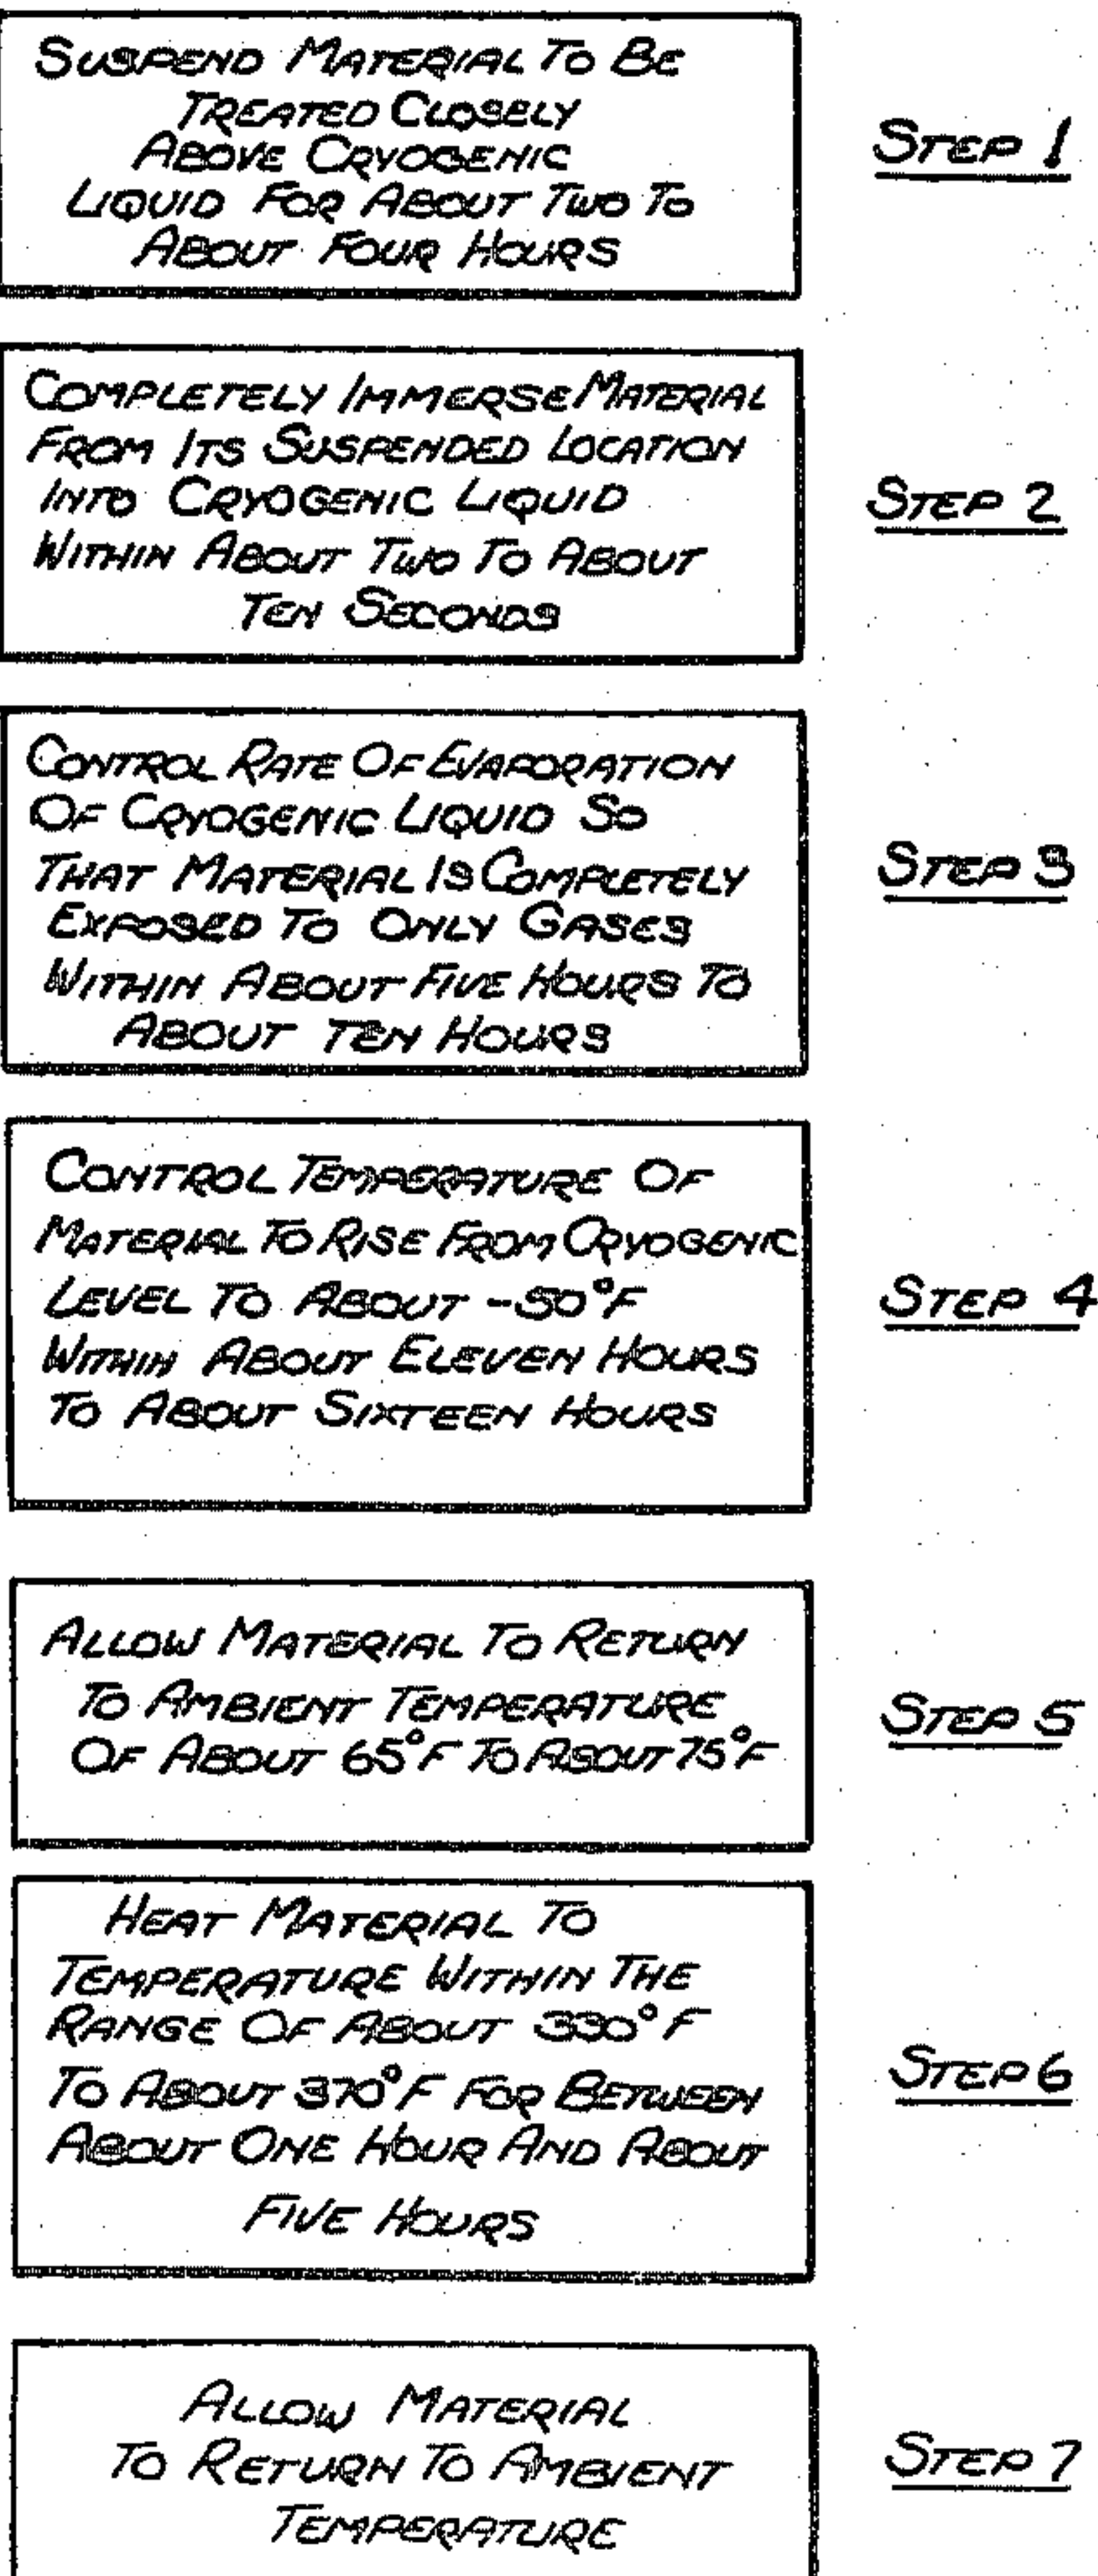 SUSPEND MATERIAL TO BE
TREATED CLOSELY
ABOVE CRYOGENIC
LIQUID FOR ABOUT TWO TO
ABOUT FOUR HOURS
STEP 1
COMPLETELY IMMERSE MATERIAL
FROM ITS SUSPENDED LOCATION
INTO CRYOGENIC LIQUID
WITHIN ABOUT TWO TO ABOUT
TEN SECONDS
STEP 2
CONTROL RATE OF EVAPORATION
OF CRYOGENIC LIQUID SO
THAT MATERIAL IS COMPLETELY
EXPOSED TO ONLY GASES
WITHIN ABOUT FIVE HOURS TO
ABOUT TEN HOURS
STEP 3
CONTROL TEMPERATURE OF
MATERIAL TO RISE FROM CRYOGENIC
LEVEL TO ABOUT -50°F
WITHIN ABOUT ELEVEN HOURS
TO ABOUT SIXTEEN HOURS
STEP 4
ALLOW MATERIAL TO RETURN
TO AMBIENT TEMPERATURE
OF ABOUT 65°F TO ABOUT 75°F
STEP 5
HEAT MATERIAL TO
TEMPERATURE WITHIN THE
RANGE OF ABOUT 330°F
TO ABOUT 370°F FOR BETWEEN
ABOUT ONE HOUR AND ABOUT
FIVE HOURS
STEP 6
ALLOW MATERIAL
TO RETURN TO AMBIENT
TEMPERATURE
STEP 7